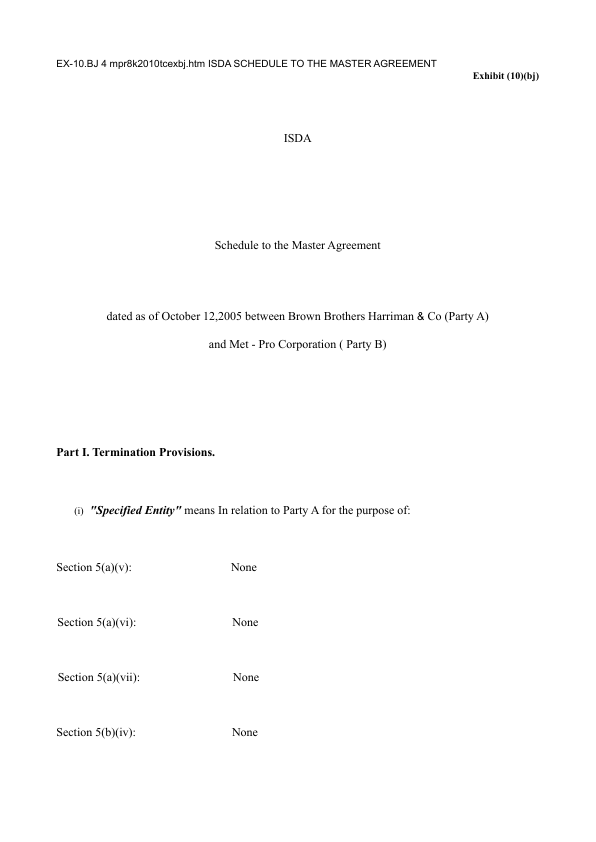 EX-10.BJ 4 mpr8k2010tcexbj.htm ISDA SCHEDULE TO THE MASTER AGREEMENT
Exhibit (10)(bj)
ISDA
Schedule to the Master Agreement
dated as of October 12,2005 between Brown Brothers Harriman & Co (Party A)
and Met - Pro Corporation ( Party B)
Part I. Termination Provisions.
(i) "Specified Entity" means In relation to Party A for the purpose of:
Section 5(a)(v): None
Section 5(a)(vi): None
Section 5(a)(vii): None
Section 5(b)(iv): None